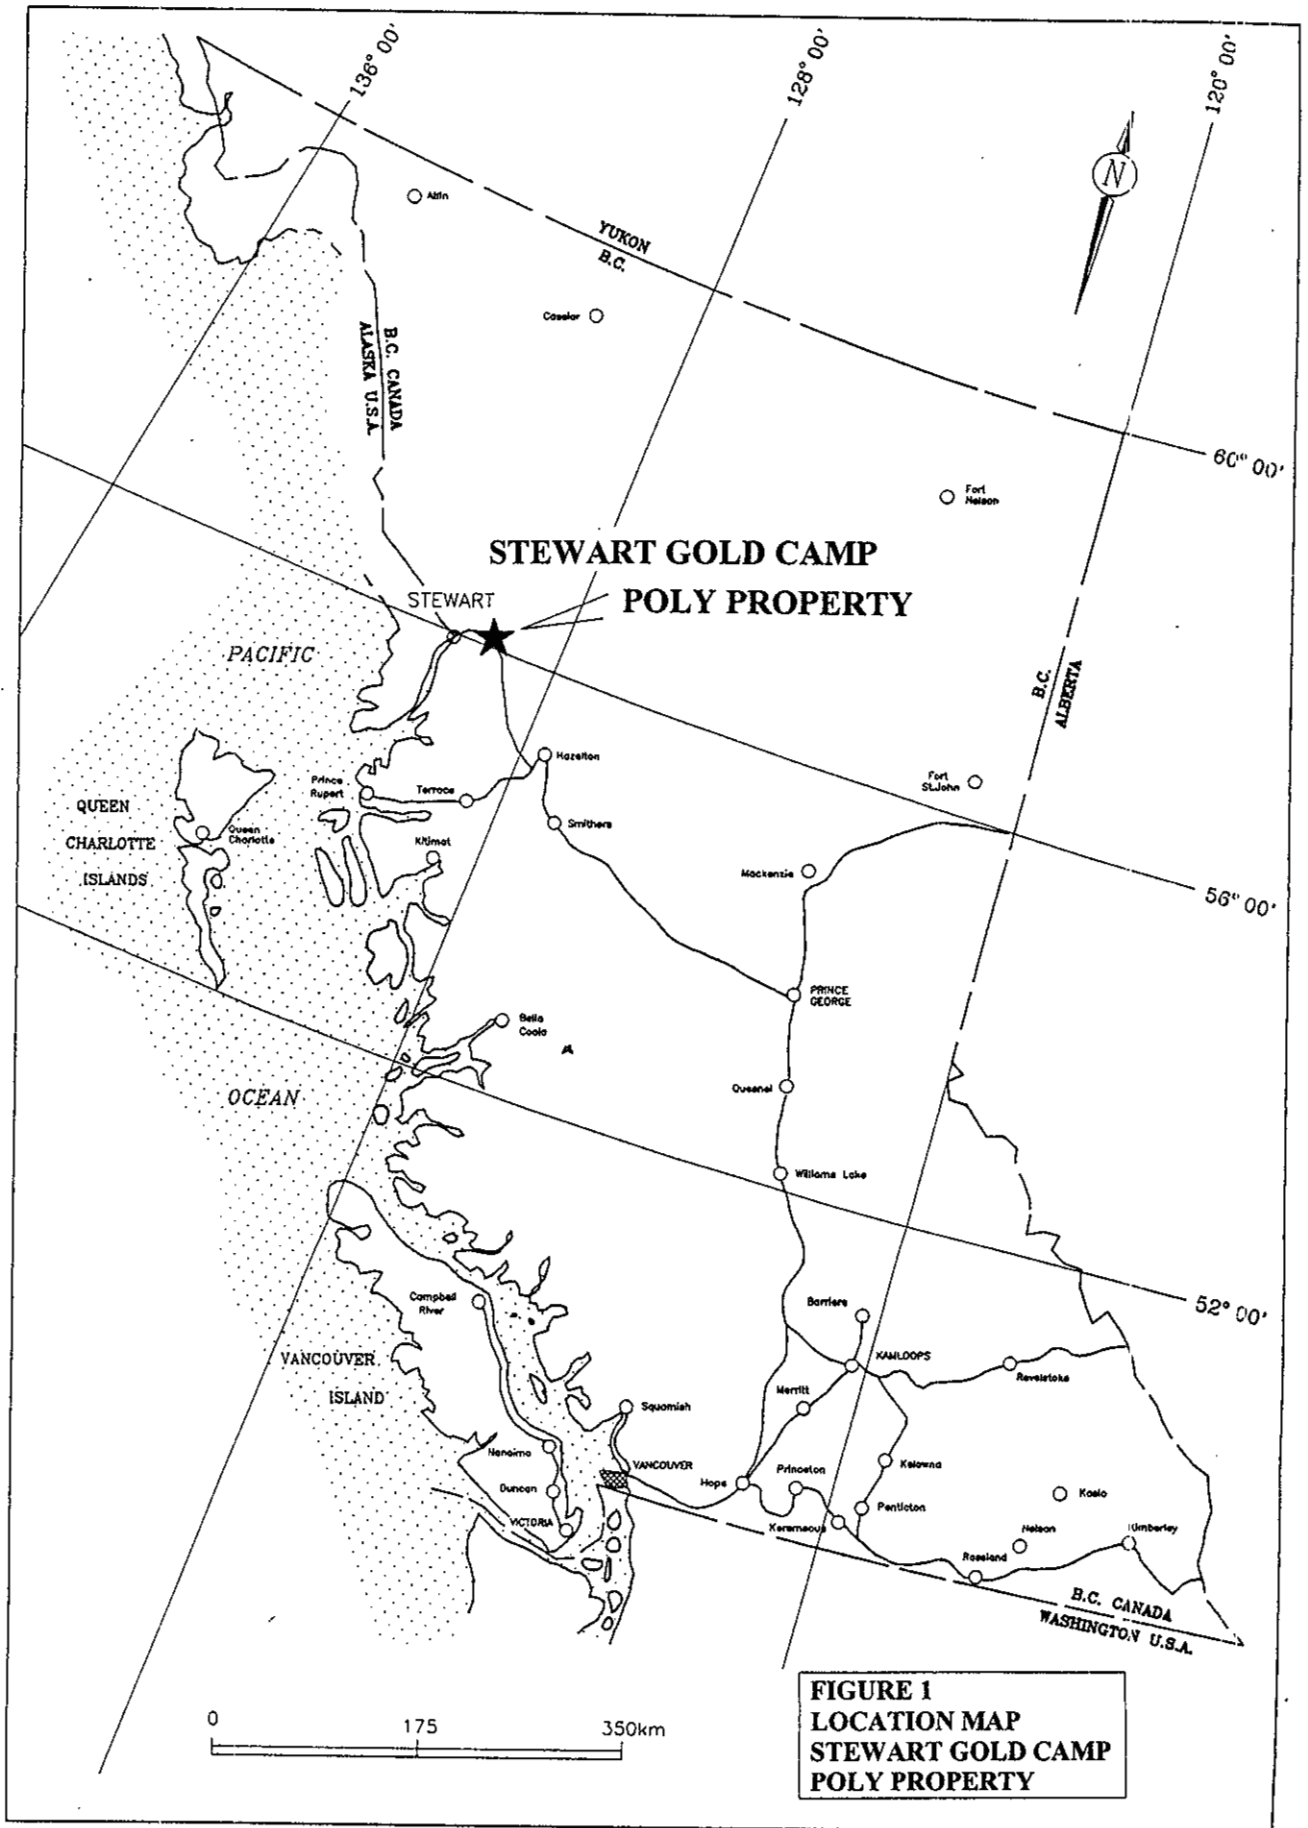 136° 00'
128° 00'
120° 00'
N
Atlin
YUKON
B.C.
Cassiar
B.C. CANADA
ALASKA U.S.A.
60° 00'
Fort
Nelson
STEWART GOLD CAMP
POLY PROPERTY
STEWART
PACIFIC
B.C.
ALBERTA
Hazelton
Fort
St.John
Prince
Rupert
Terrace
QUEEN
CHARLOTTE
ISLANDS
Queen
Charlotte
Smithers
Kitimat
Mackenzie
56° 00'
PRINCE
GEORGE
Bella
Coola
Quesnel
OCEAN
Williams Lake
52° 00'
Campbell
River
Barriere
VANCOUVER
ISLAND
KAMLOOPS
Revelstoke
Merritt
Squamish
Nanaimo
VANCOUVER
Hope
Princeton
Kelowna
Duncan
Penticton
Kaslo
VICTORIA
Keremeous
Nelson
Kimberley
Rossland
B.C. CANADA
WASHINGTON U.S.A.
0
175
350km
FIGURE 1
LOCATION MAP
STEWART GOLD CAMP
POLY PROPERTY